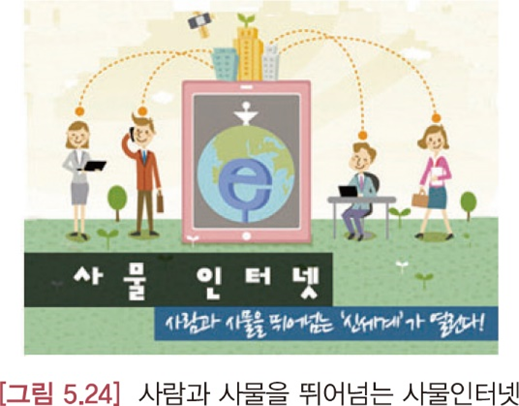 e
사물 인터넷
사람과 사물을 뛰어넘는 '신세계'가 열린다!
[그림 5.24] 사람과 사물을 뛰어넘는 사물인터넷